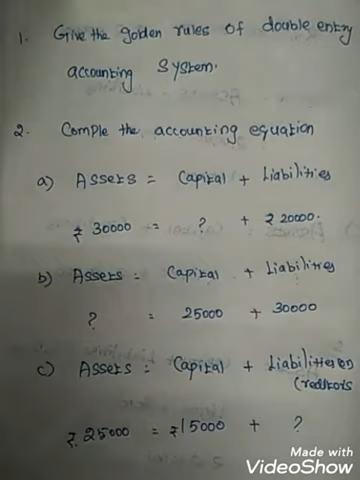 1. Give the golden rules of double entry
accounting System.
2. Comple the accounting equation
a) Assets = Capital + Liabilities
₹ 30000 = ? + ₹ 20000.
b) Assets = Capital + Liabilities
? = 25000 + 30000
c) Assets = Capital + Liabilities
(reditors
₹.25000 = ₹15000 + ?
Made with
VideoShow